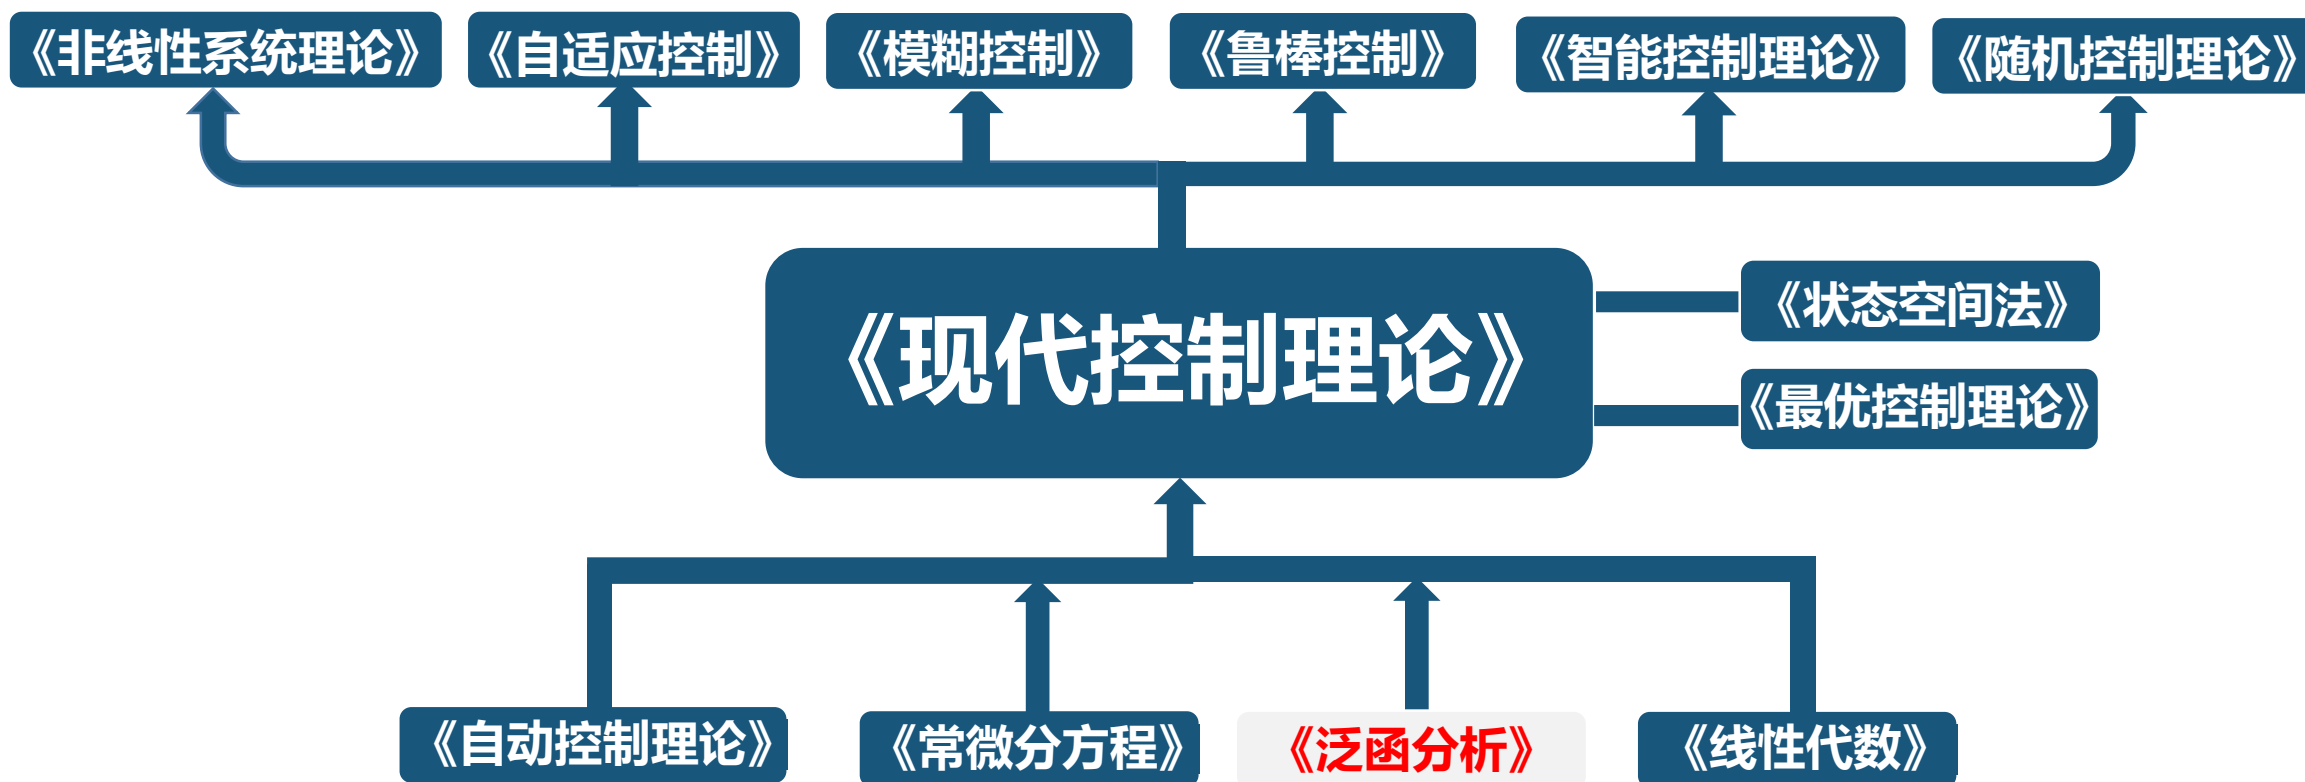 《非线性系统理论》
《自适应控制》
《模糊控制》
《鲁棒控制》
《智能控制理论》
《随机控制理论》
《现代控制理论》
《状态空间法》
《最优控制理论》
《自动控制理论》
《常微分方程》
《泛函分析》
《线性代数》